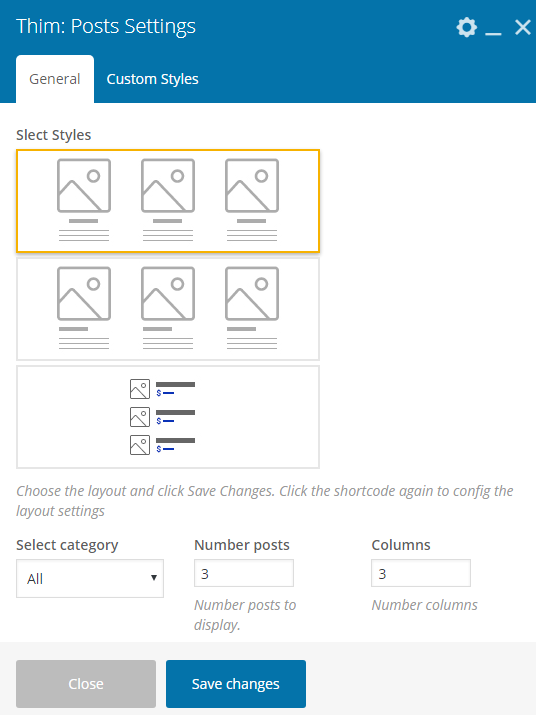 Thim: Posts Settings
General
Custom Styles
Slect Styles
$
$
$
Choose the layout and click Save Changes. Click the shortcode again to config the
layout settings
Select category
Number posts
Columns
All
3
3
Number posts to
display.
Number columns
Close
Save changes